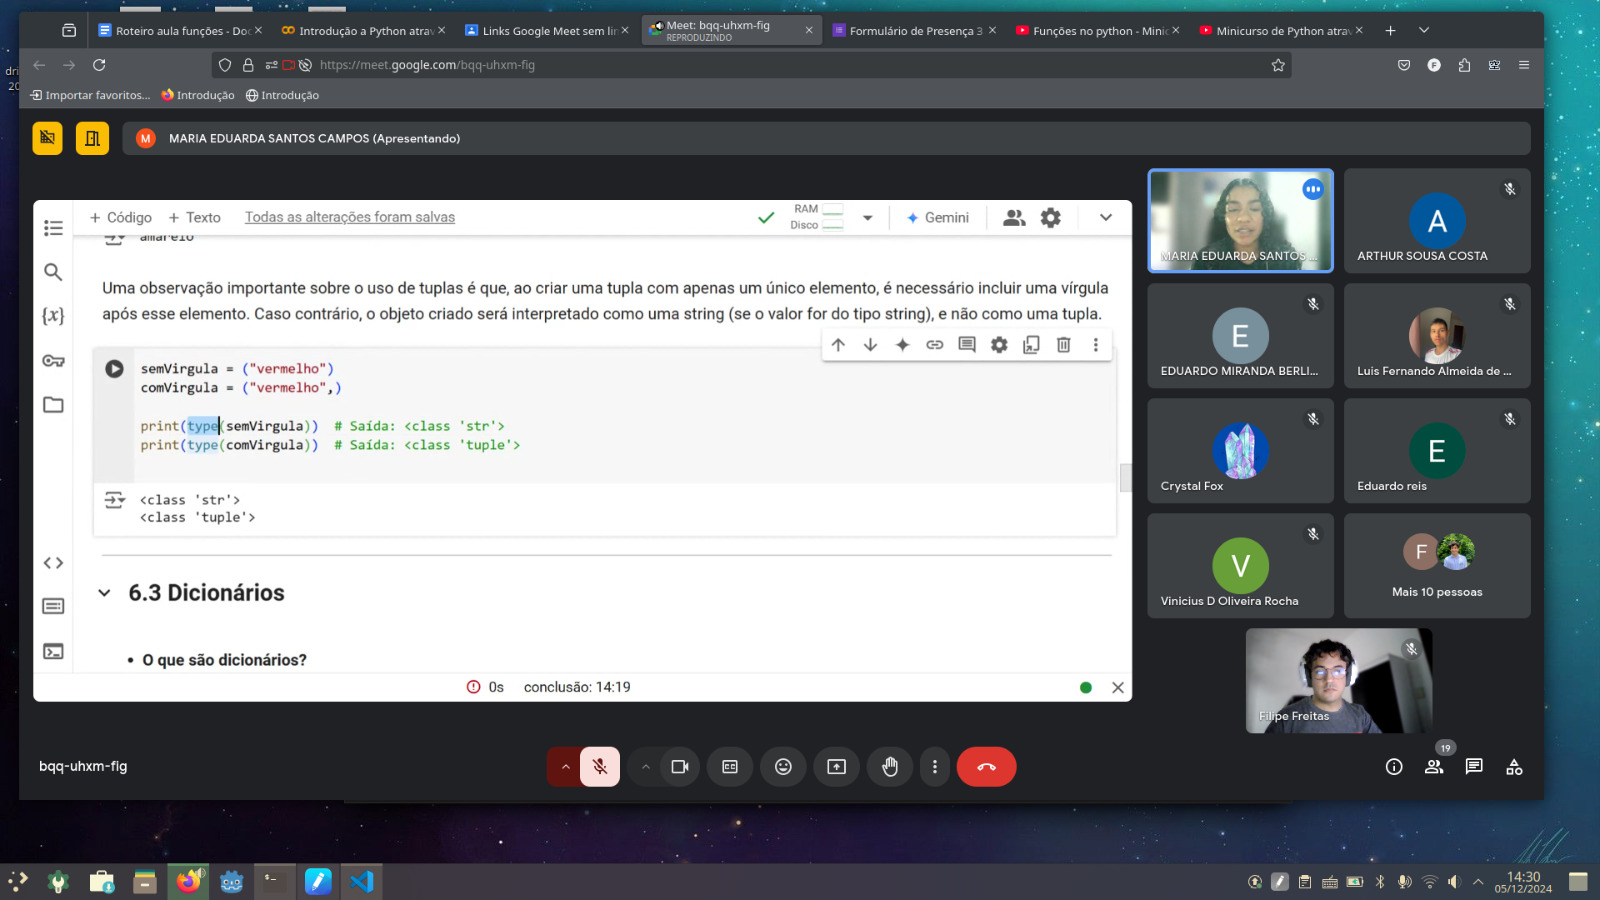 Roteiro aula funções - Doc
Introdução a Python atrav
Links Google Meet sem lin
Meet: bqq-uhxm-fig
REPRODUZINDO
Formulário de Presença 3
Funções no python - Minic
Minicurso de Python atrav
https://meet.google.com/bqq-uhxm-fig
F
Importar favoritos...
Introdução
Introdução
M
MARIA EDUARDA SANTOS CAMPOS (Apresentando)
+ Código
+ Texto
Todas as alterações foram salvas
RAM
Disco
Gemini
amarelo
Uma observação importante sobre o uso de tuplas é que, ao criar uma tupla com apenas um único elemento, é necessário incluir uma vírgula
após esse elemento. Caso contrário, o objeto criado será interpretado como uma string (se o valor for do tipo string), e não como uma tupla.
semVirgula = ("vermelho")
comVirgula = ("vermelho",)
print(type(semVirgula)) # Saída: <class 'str'>
print(type(comVirgula)) # Saída: <class 'tuple'>
<class 'str'>
<class 'tuple'>
6.3 Dicionários
• O que são dicionários?
0s
conclusão: 14:19
MARIA EDUARDA SANTOS ...
A
ARTHUR SOUSA COSTA
E
EDUARDO MIRANDA BERLI...
Luis Fernando Almeida de ...
Crystal Fox
E
Eduardo reis
V
Vinicius D Oliveira Rocha
F
Mais 10 pessoas
Filipe Freitas
bqq-uhxm-fig
19
14:30
05/12/2024